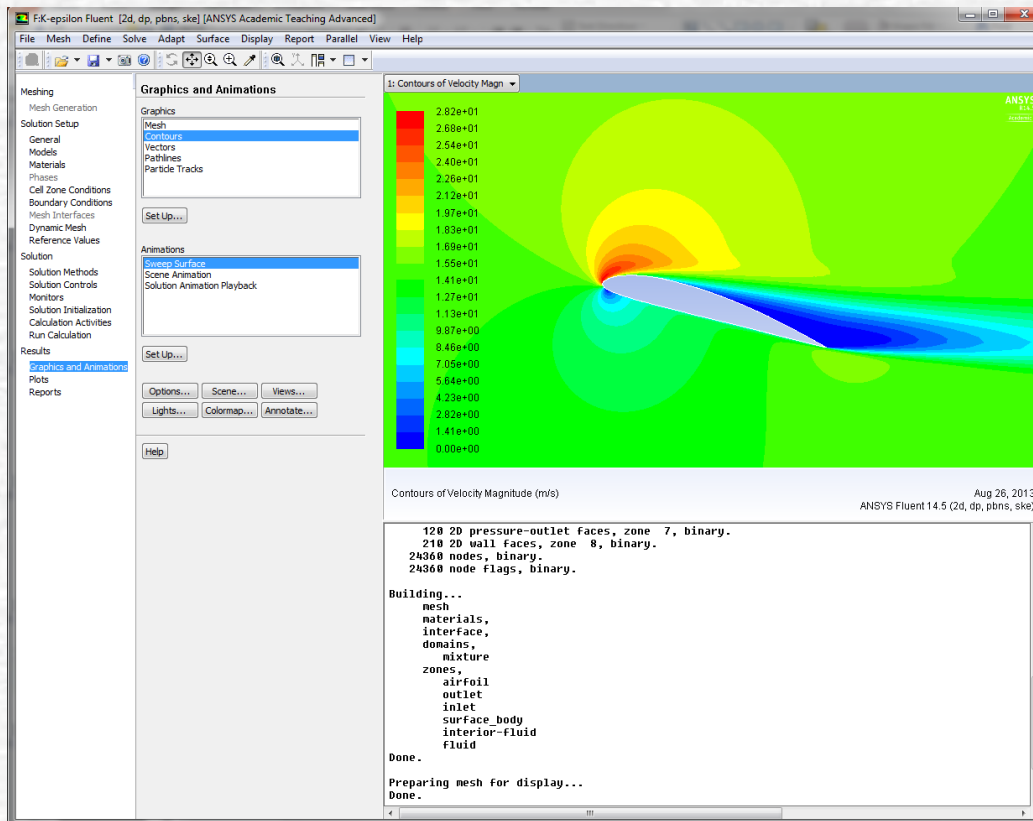 F:K-epsilon Fluent [2d, dp, pbns, ske] [ANSYS Academic Teaching Advanced]
File Mesh Define Solve Adapt Surface Display Report Parallel View Help
Meshing
Mesh Generation
Solution Setup
General
Models
Materials
Phases
Cell Zone Conditions
Boundary Conditions
Mesh Interfaces
Dynamic Mesh
Reference Values
Solution
Solution Methods
Solution Controls
Monitors
Solution Initialization
Calculation Activities
Run Calculation
Results
Graphics and Animations
Plots
Reports
Graphics and Animations
Graphics
Mesh
Contours
Vectors
Pathlines
Particle Tracks
Set Up...
Animations
Sweep Surface
Scene Animation
Solution Animation Playback
Set Up...
Options... Scene... Views...
Lights... Colormap... Annotate...
Help
1: Contours of Velocity Magn
ANSYS
2.82e+01
2.68e+01
2.54e+01
2.40e+01
2.26e+01
2.12e+01
1.97e+01
1.83e+01
1.69e+01
1.55e+01
1.41e+01
1.27e+01
1.13e+01
9.87e+00
8.46e+00
7.05e+00
5.64e+00
4.23e+00
2.82e+00
1.41e+00
0.00e+00
Contours of Velocity Magnitude (m/s)
Aug 26, 2013
ANSYS Fluent 14.5 (2d, dp, pbns, ske)
120 2D pressure-outlet faces, zone 7, binary.
210 2D wall faces, zone 8, binary.
24360 nodes, binary.
24360 node flags, binary.
Building...
mesh
materials,
interface,
domains,
mixture
zones,
airfoil
outlet
inlet
surface_body
interior-fluid
fluid
Done.
Preparing mesh for display...
Done.